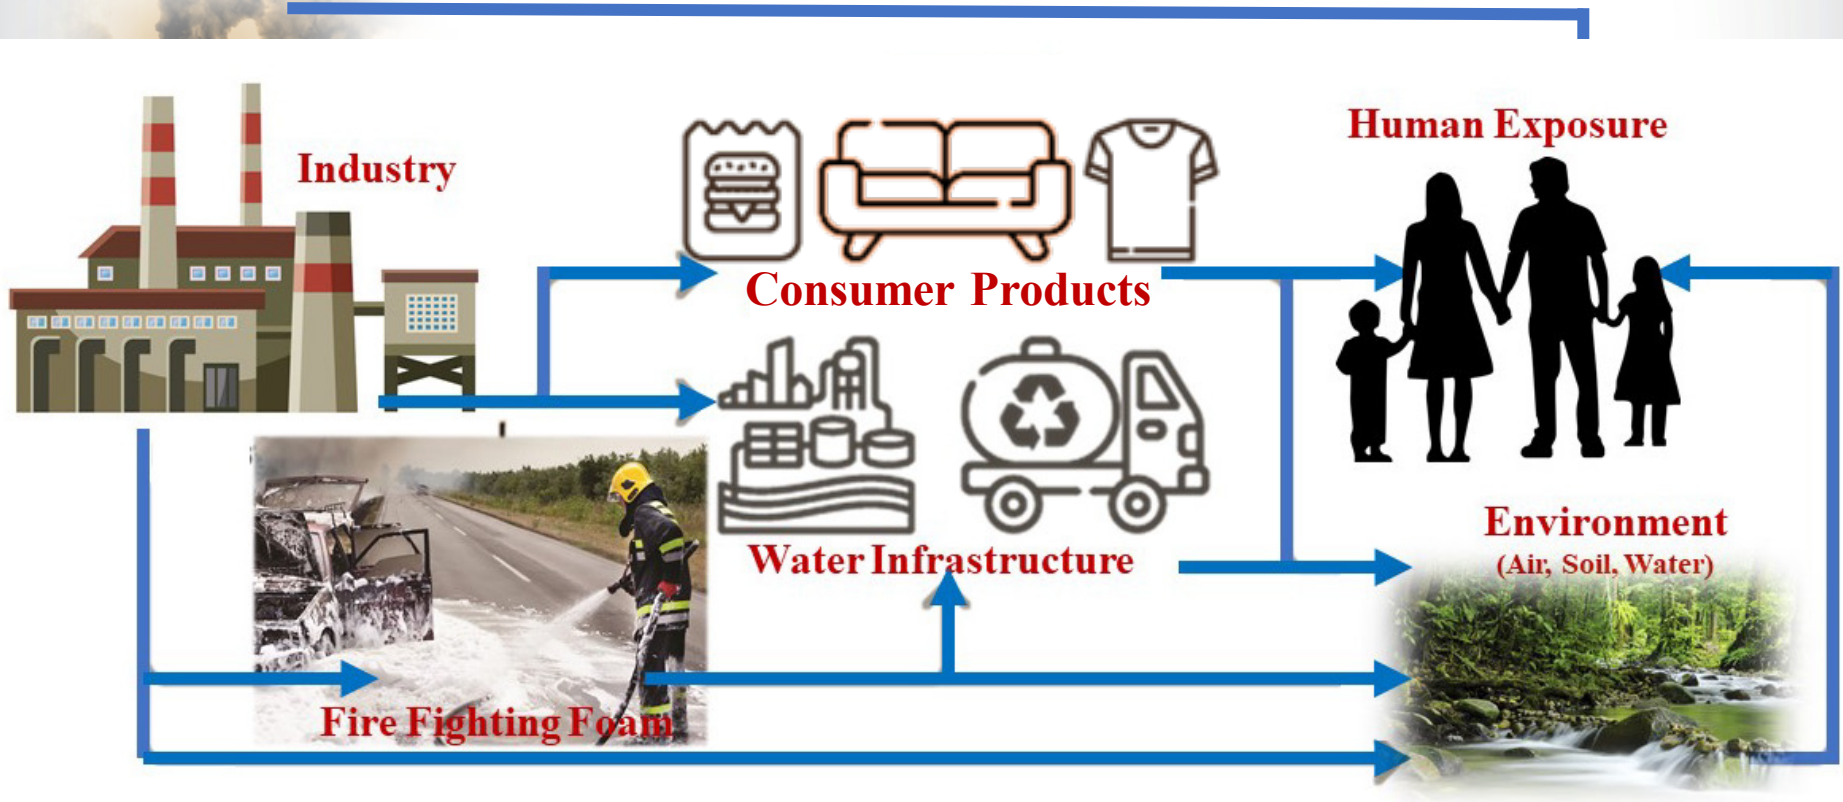 Industry
Human Exposure
Consumer Products
Water Infrastructure
Environment
(Air, Soil, Water)
Fire Fighting Foam